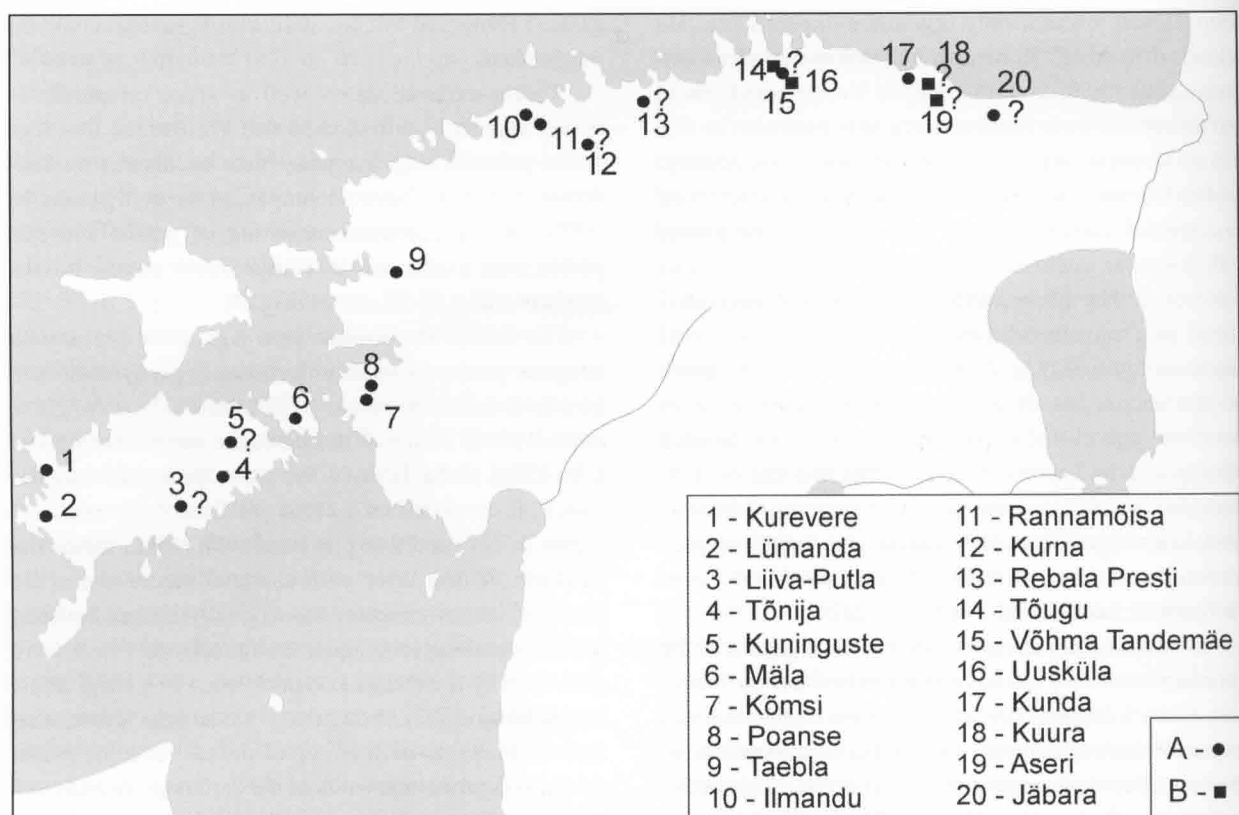 17 18
14 ? ? 20
16
15 19 ?
13 ? ?
10
11 ?
12
9
8
7
6
5
?
4
1
3 ?
2
1 - Kurevere
2 - Lümanda
3 - Liiva-Putla
4 - Tõnija
5 - Kuninguste
6 - Mäla
7 - Kõmsi
8 - Poanse
9 - Taebla
10 - Ilmandu
11 - Rannamõisa
12 - Kurna
13 - Rebala Presti
14 - Tõugu
15 - Võhma Tandemäe
16 - Uusküla
17 - Kunda
18 - Kuura
19 - Aseri
20 - Jäbara
A - ●
B - ■